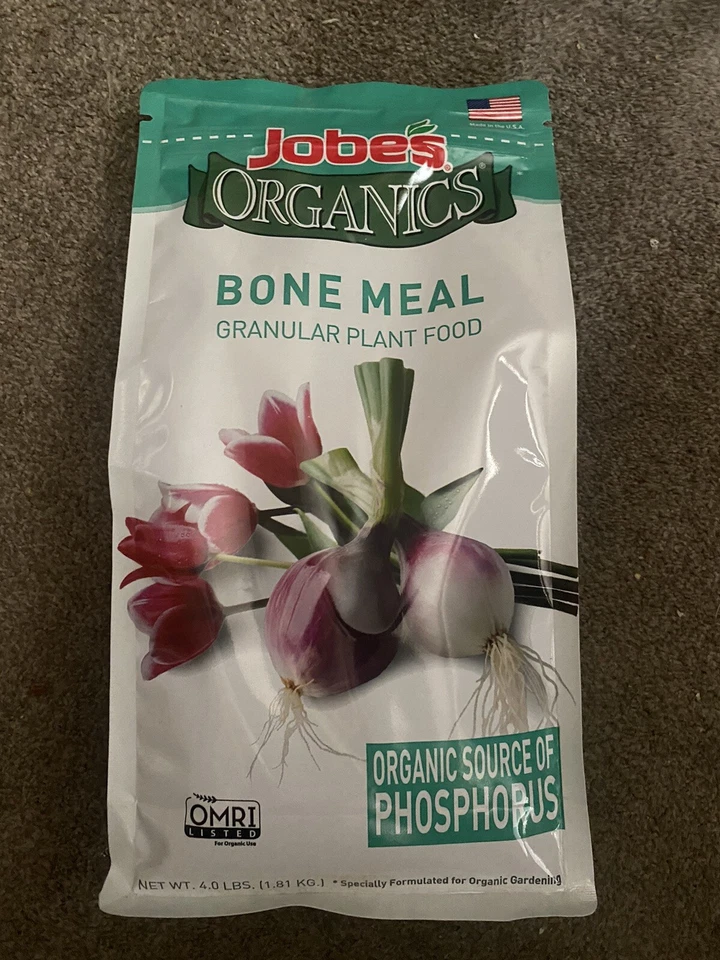 Made in the U.S.A.
Jobe's®
ORGANICS®
BONE MEAL
GRANULAR PLANT FOOD
ORGANIC SOURCE OF
PHOSPHORUS
OMRI
LISTED
For Organic Use
NET WT. 4.0 LBS. (1.81 KG.) * Specially Formulated for Organic Gardening